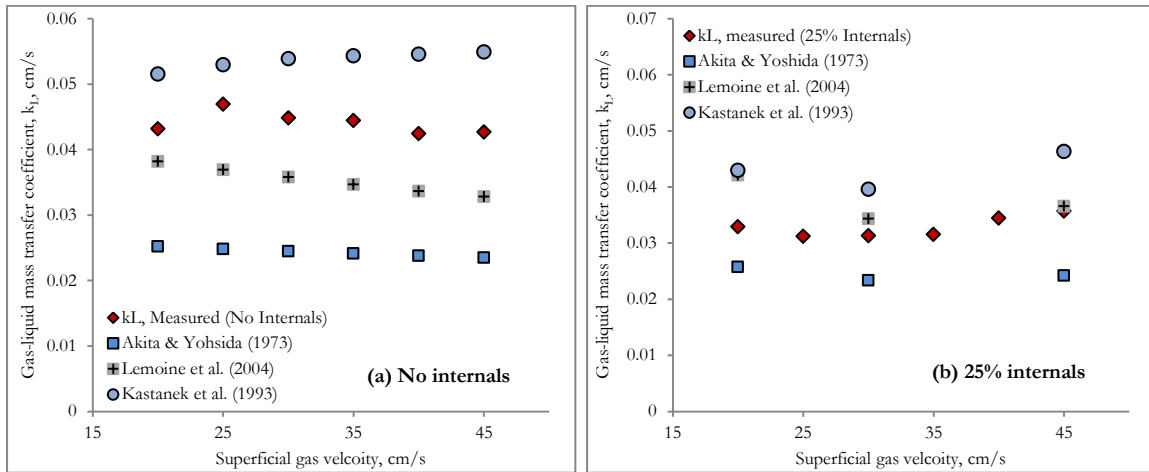 0.06
0.05
0.04
0.03
0.02
0.01
0
Gas-liquid mass transfer coefficient, kL, cm/s
kL, Measured (No Internals)
Akita & Yohsida (1973)
Lemoine et al. (2004)
Kastanek et al. (1993)
(a) No internals
15 25 35 45
Superficial gas velcoity, cm/s
0.07
0.06
0.05
0.04
0.03
0.02
0.01
0
Gas-liquid mass transfer coefficient, kL, cm/s
kL, measured (25% Internals)
Akita & Yoshida (1973)
Lemoine et al. (2004)
Kastanek et al. (1993)
(b) 25% internals
15 25 35 45
Superficial gas velcoity, cm/s